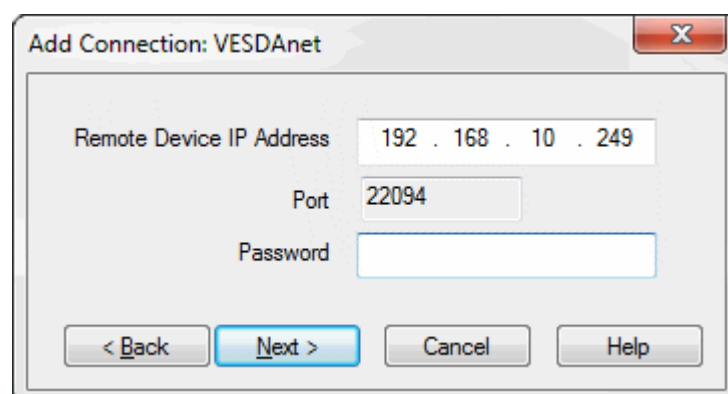 Add Connection: VESDAnet
Remote Device IP Address 192 . 168 . 10 . 249
Port 22094
Password
< Back Next > Cancel Help